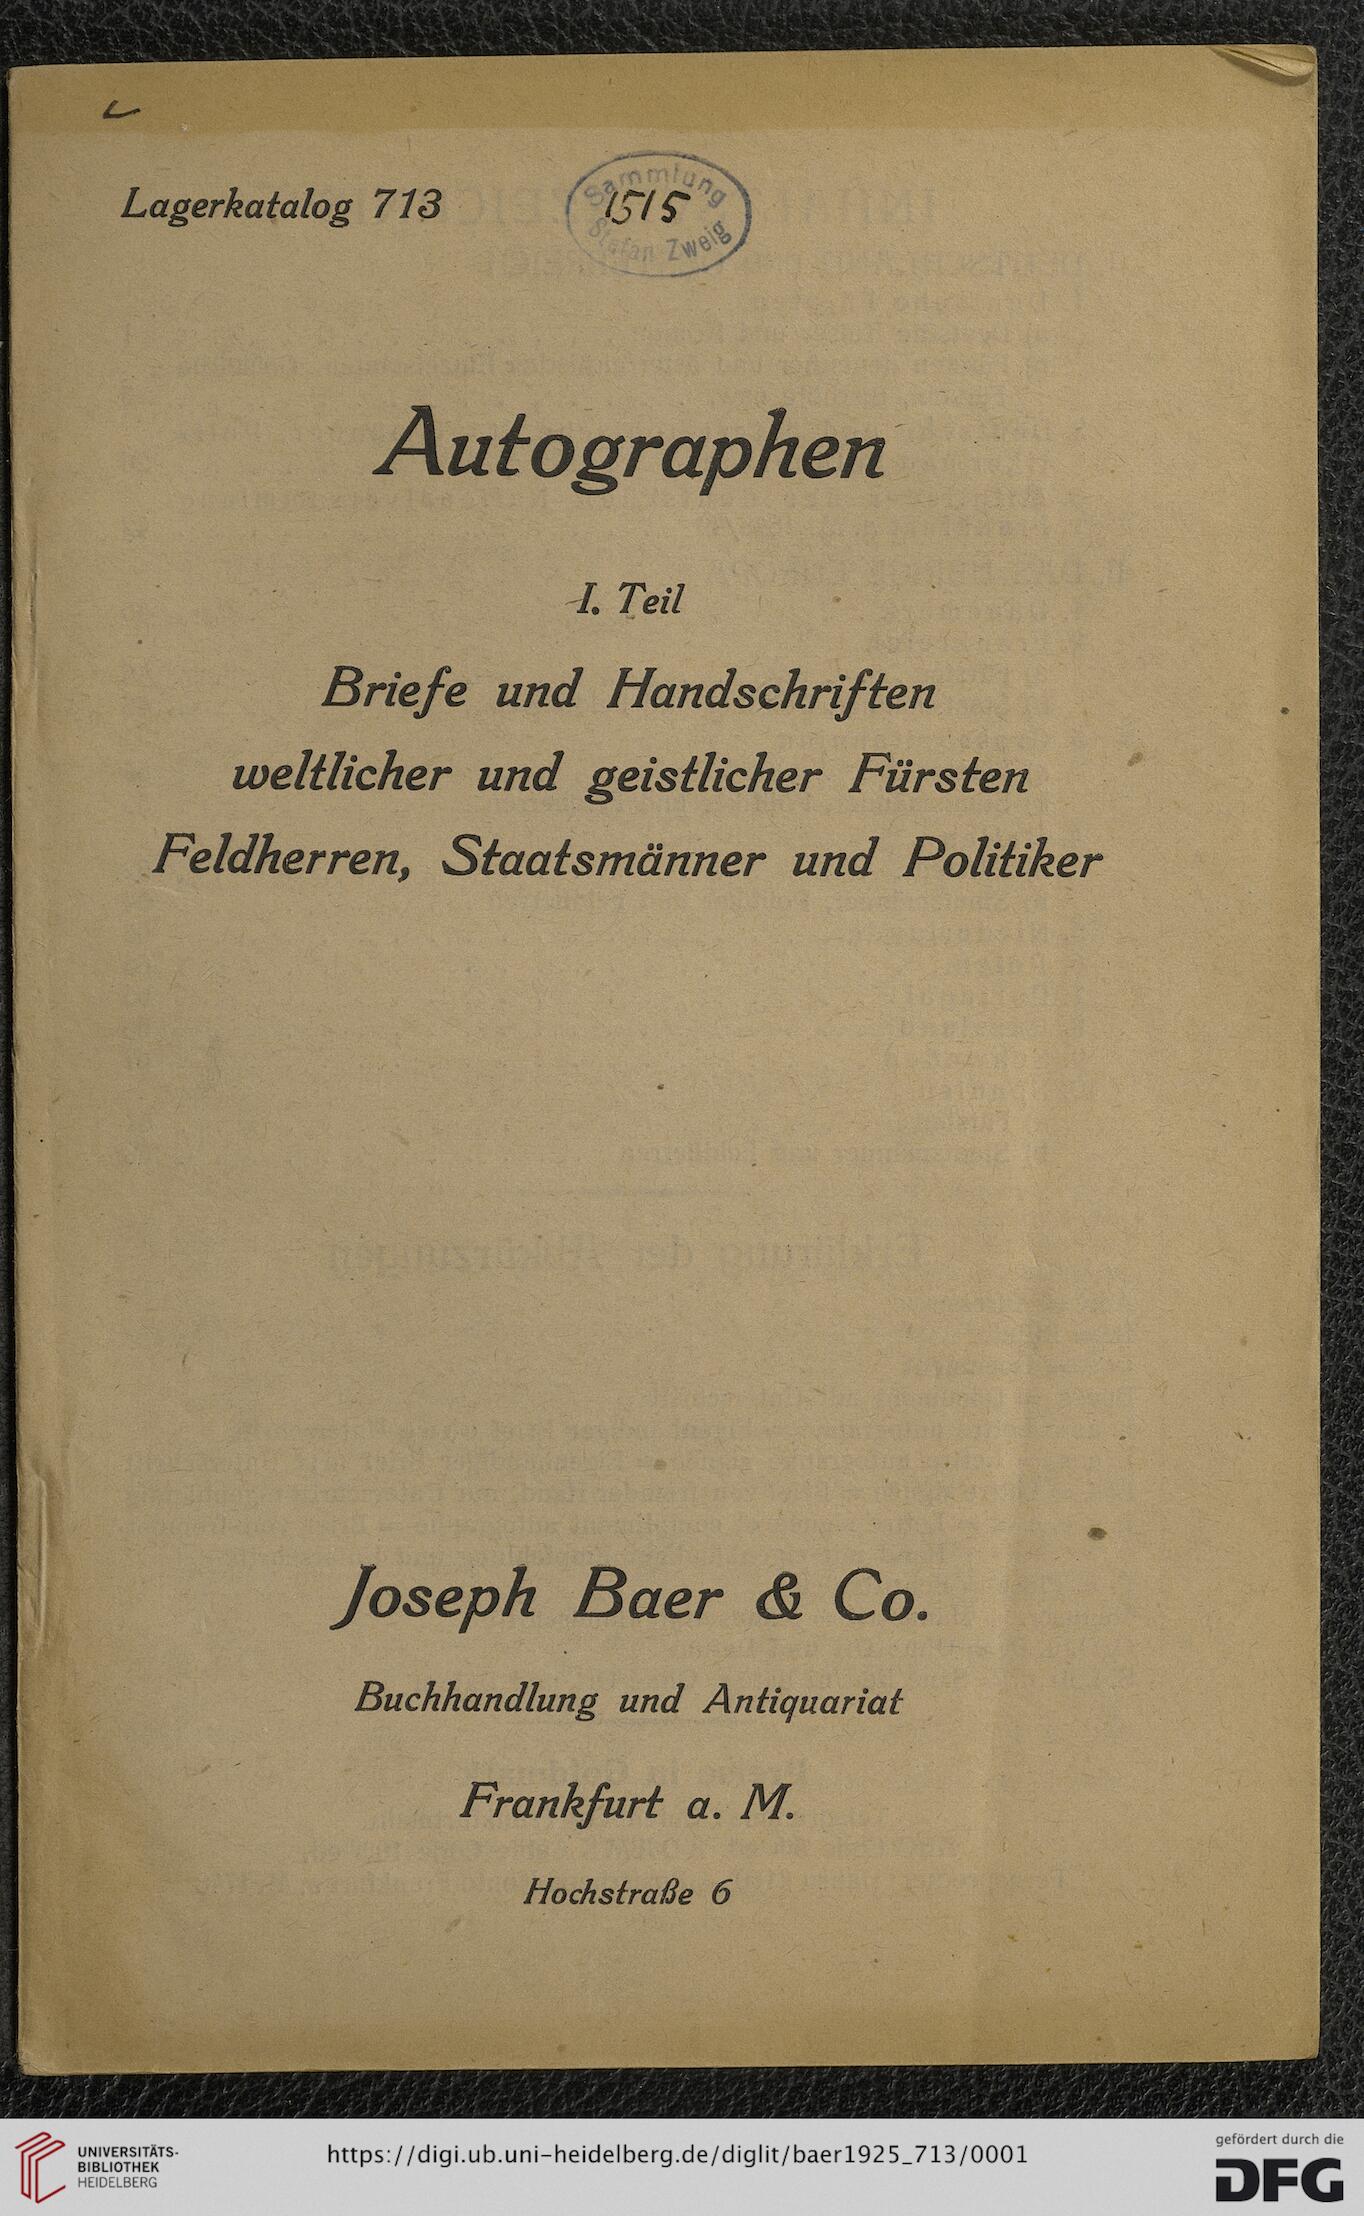 Lagerkatalog 713
Sammlung
1515
Stefan Zweig
Autographen
I. Teil
Briefe und Handschriften
weltlicher und geistlicher Fürsten
Feldherren, Staatsmänner und Politiker
Joseph Baer & Co.
Buchhandlung und Antiquariat
Frankfurt a. M.
Hochstraße 6
UNIVERSITÄTS-
BIBLIOTHEK
HEIDELBERG
https://digi.ub.uni-heidelberg.de/diglit/baer1925_713/0001
gefördert durch die
DFG